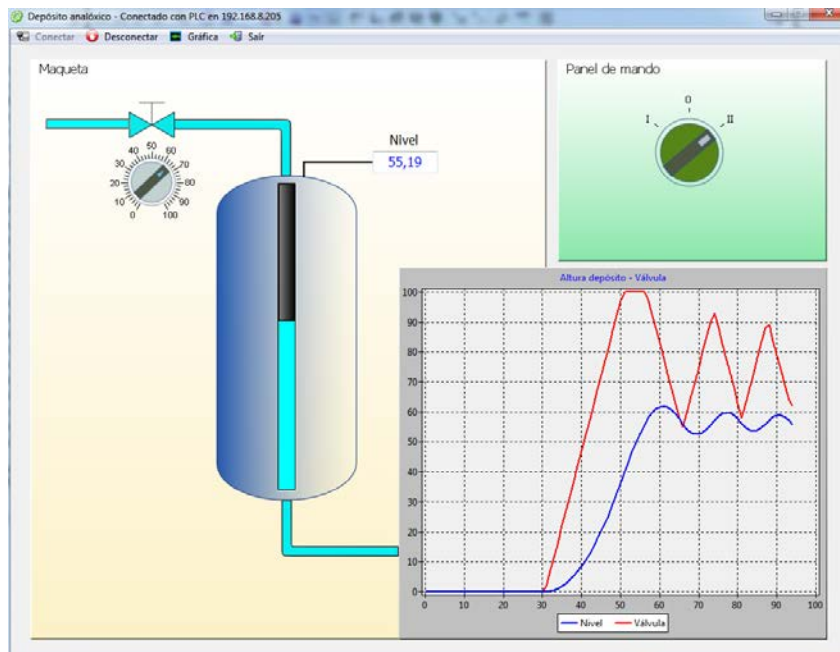 Depósito analóxico - Conectado con PLC en 192.168.8.205
Conectar Desconectar Gráfica Saír
Maqueta
Nivel
55,19
0 10 20 30 40 50 60 70 80 90 100
Panel de mando
I 0 II
Altura depósito - Válvula
100
90
80
70
60
50
40
30
20
10
0
0 10 20 30 40 50 60 70 80 90 100
Nivel Válvula